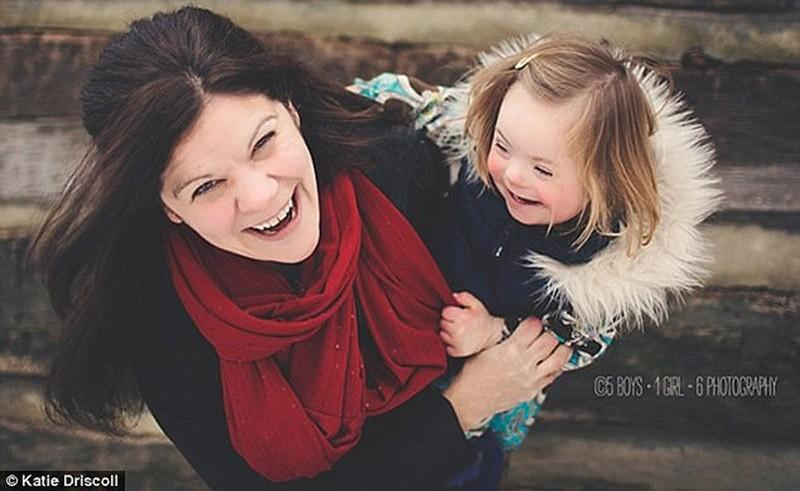 ©5 BOYS • 1 GIRL - 6 PHOTOGRAPHY
© Katie Driscoll